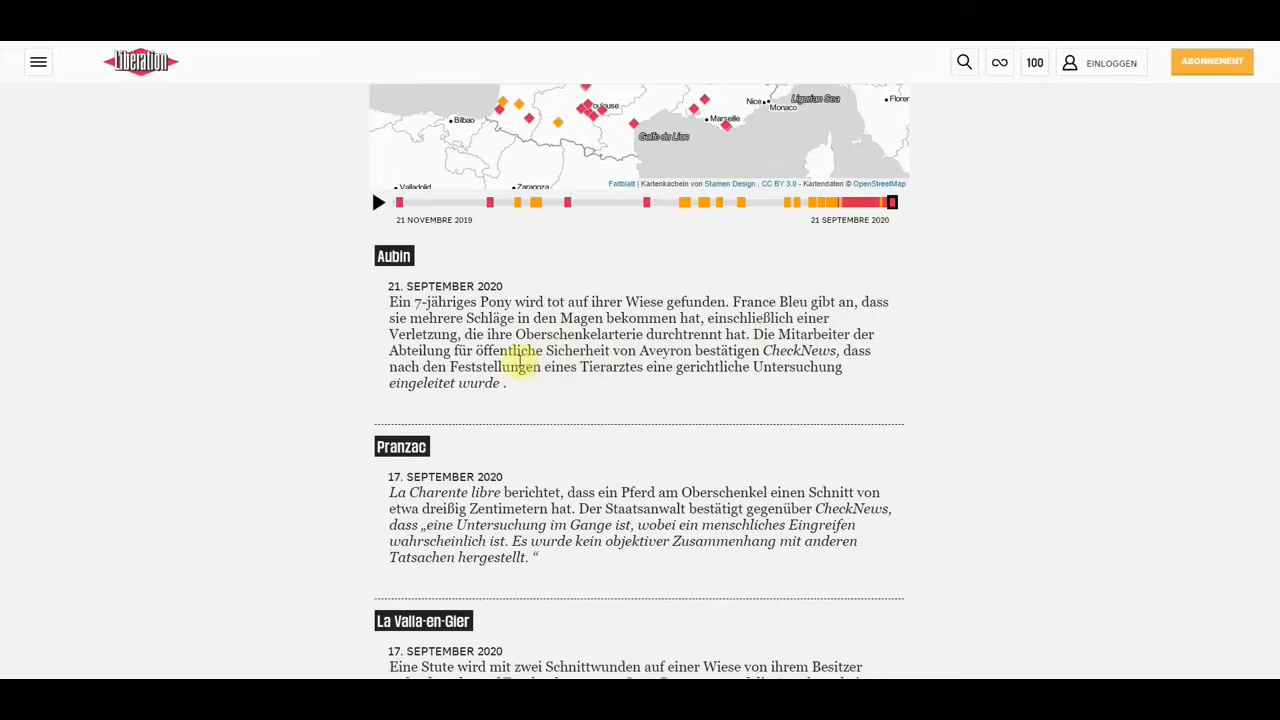 Libération
100
EINLOGGEN
ABONNEMENT
Toulouse
Bilbao
Marseille
Nice
Monaco
Ligurian Sea
Florer
Golfe du Lion
Valladolid
Zaragoza
Faltblatt | Kartenkacheln von Stamen Design , CC BY 3.0 - Kartendaten © OpenStreetMap
21 NOVEMBRE 2019
21 SEPTEMBRE 2020
Aubin
21. SEPTEMBER 2020
Ein 7-jähriges Pony wird tot auf ihrer Wiese gefunden. France Bleu gibt an, dass
sie mehrere Schläge in den Magen bekommen hat, einschließlich einer
Verletzung, die ihre Oberschenkelarterie durchtrennt hat. Die Mitarbeiter der
Abteilung für öffentliche Sicherheit von Aveyron bestätigen CheckNews, dass
nach den Feststellungen eines Tierarztes eine gerichtliche Untersuchung
eingeleitet wurde .
Pranzac
17. SEPTEMBER 2020
La Charente libre berichtet, dass ein Pferd am Oberschenkel einen Schnitt von
etwa dreißig Zentimetern hat. Der Staatsanwalt bestätigt gegenüber CheckNews,
dass „eine Untersuchung im Gange ist, wobei ein menschliches Eingreifen
wahrscheinlich ist. Es wurde kein objektiver Zusammenhang mit anderen
Tatsachen hergestellt. “
La Valla-en-Gier
17. SEPTEMBER 2020
Eine Stute wird mit zwei Schnittwunden auf einer Wiese von ihrem Besitzer